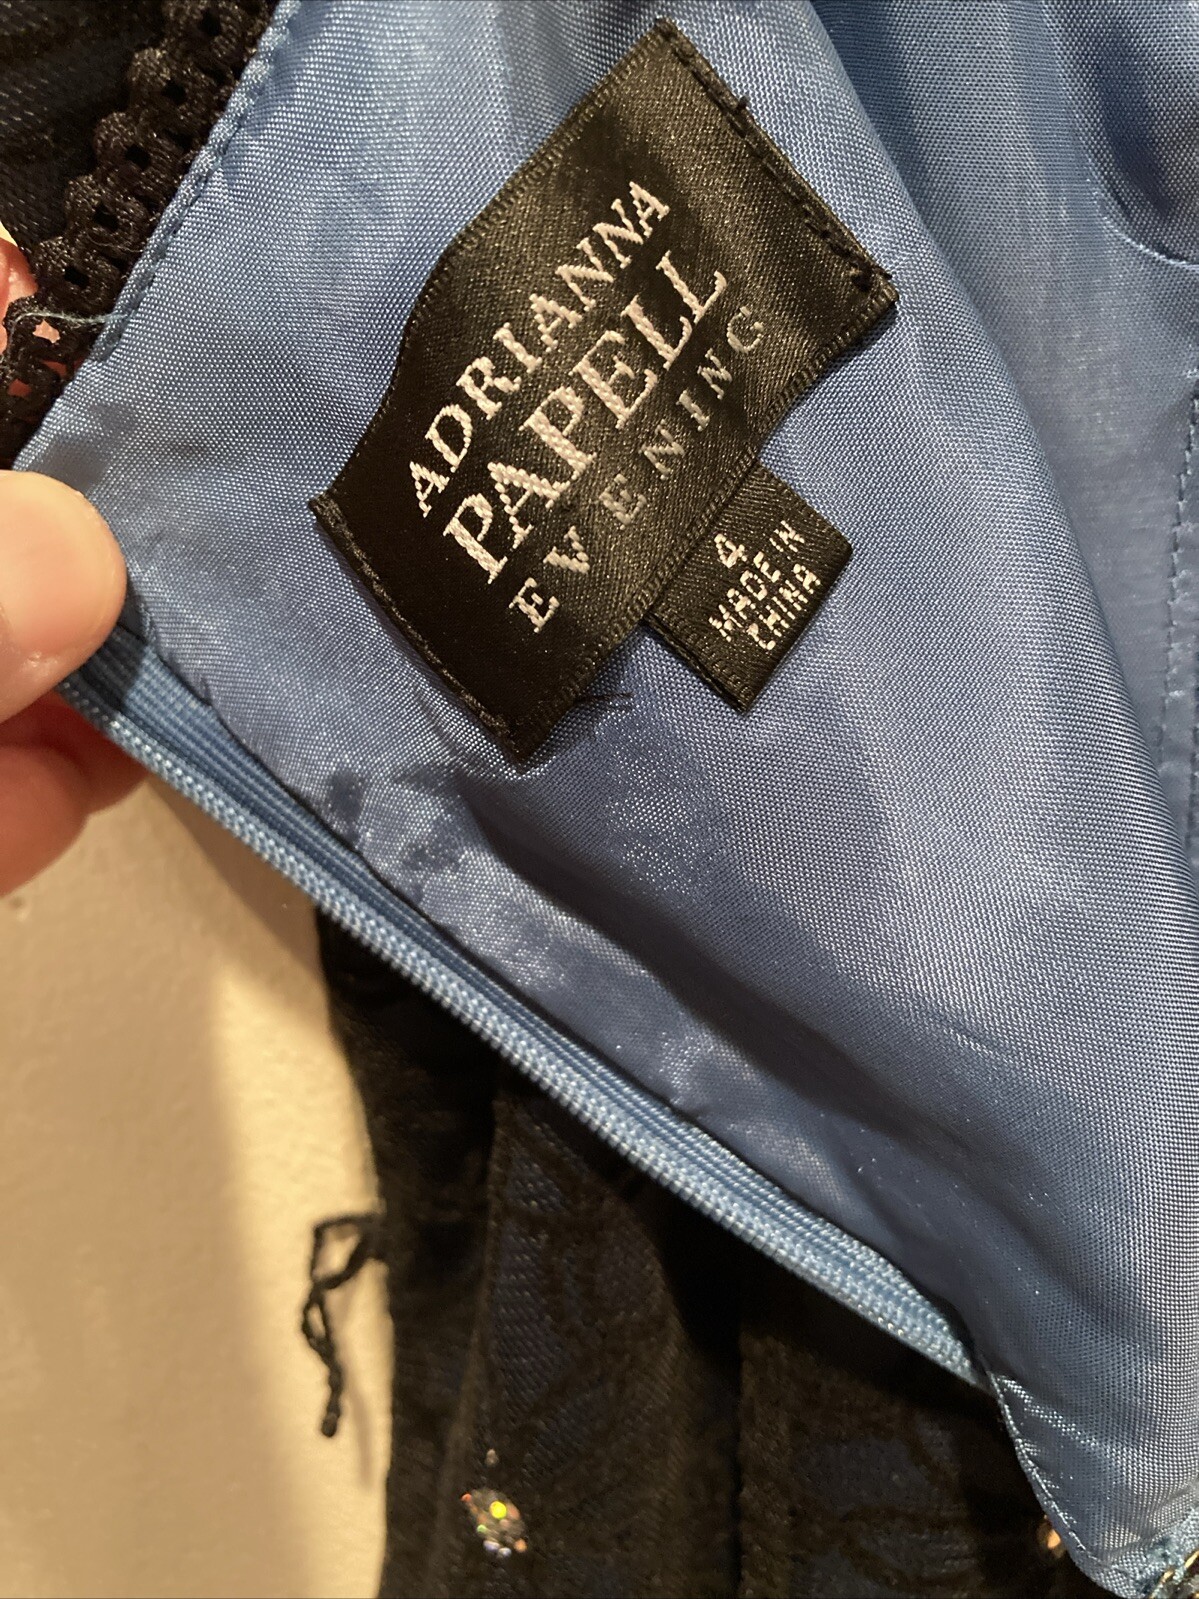 ADRIANNA
PAPELL
EVENING
4
MADE IN
CHINA